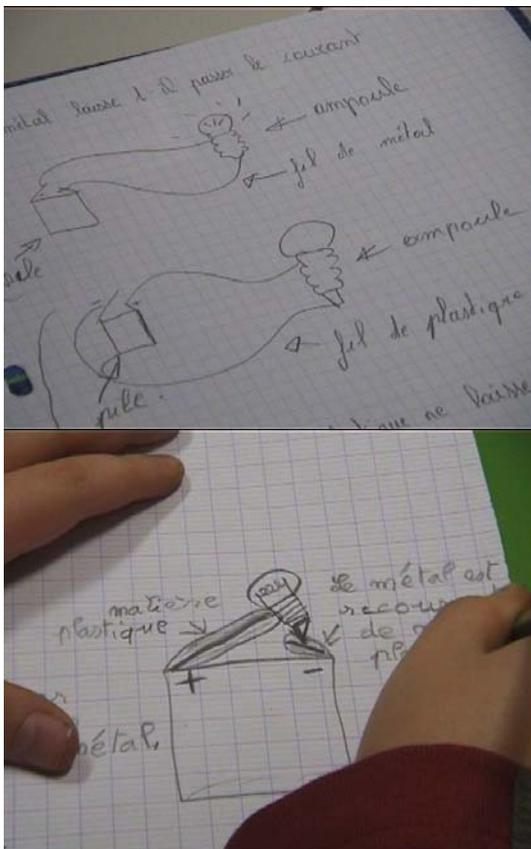 métal laisse t-il passer le courant
ampoule
fil de métal
ampoule
fil de plastique
pile.
ne laisse
matière
plastique
Le métal est
de
+
-
métal,